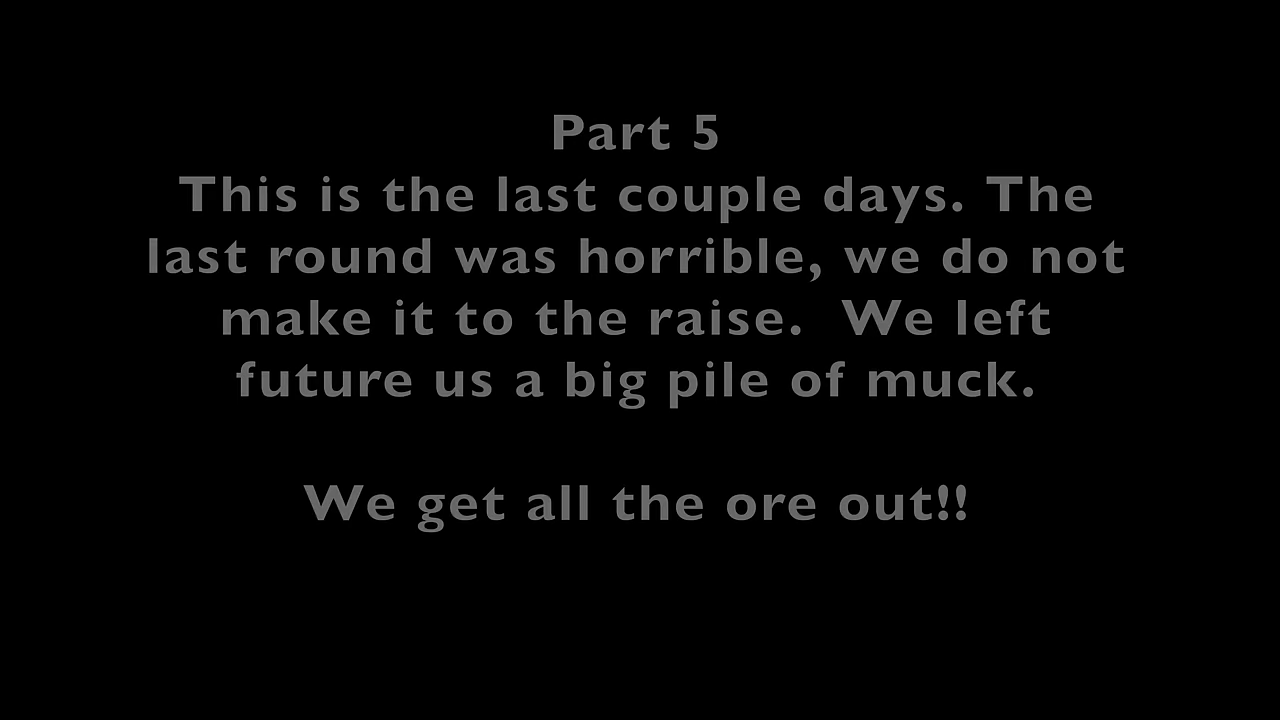 Part 5
This is the last couple days. The
last round was horrible, we do not
make it to the raise.  We left
future us a big pile of muck.
We get all the ore out!!